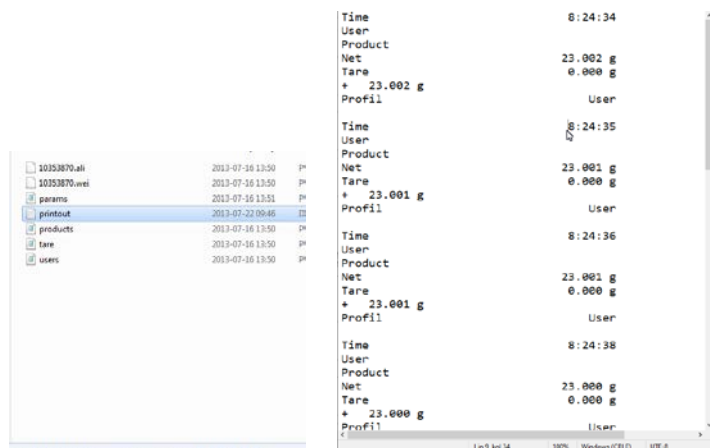 10353870.ali 2013-07-16 13:50
10353870.wei 2013-07-16 13:50
params 2013-07-16 13:51
printout 2013-07-22 09:46
products 2013-07-16 13:50
tare 2013-07-16 13:50
users 2013-07-16 13:50
Time 8:24:34
User
Product
Net 23.002 g
Tare 0.000 g
+ 23.002 g
Profil User
Time 8:24:35
User
Product
Net 23.001 g
Tare 0.000 g
+ 23.001 g
Profil User
Time 8:24:36
User
Product
Net 23.001 g
Tare 0.000 g
+ 23.001 g
Profil User
Time 8:24:38
User
Product
Net 23.000 g
Tare 0.000 g
+ 23.000 g
Profil User
100% Windows (CRLF) UTF-8